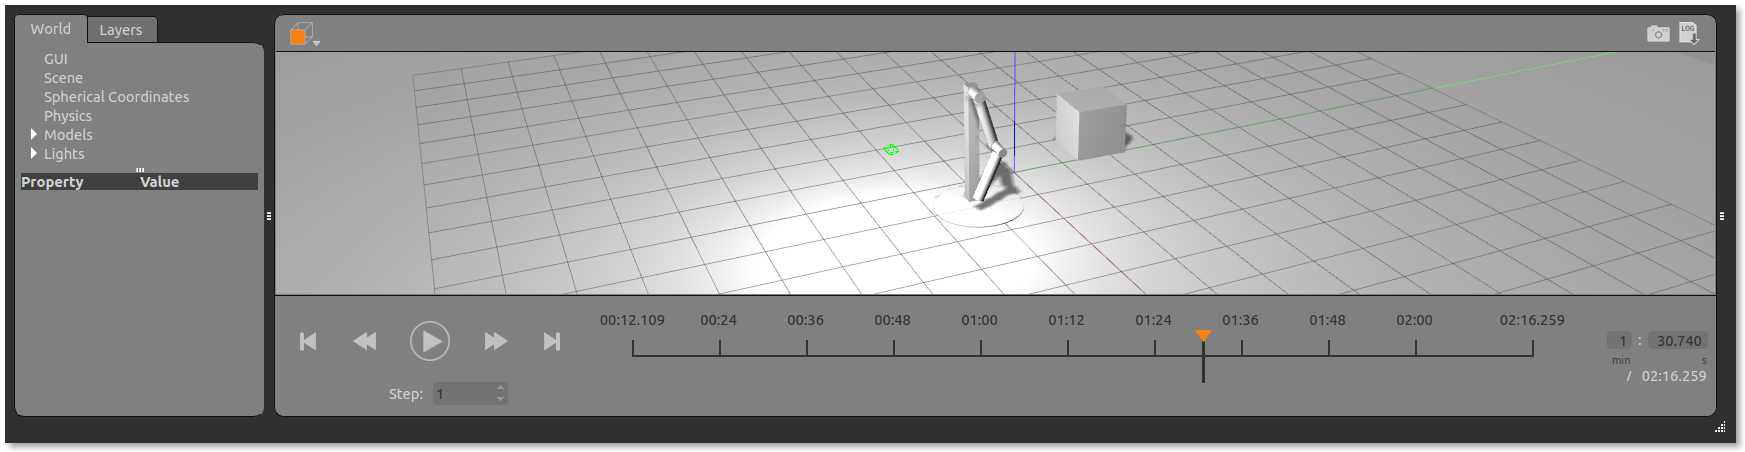 World Layers
GUI
Scene
Spherical Coordinates
Physics
Models
Lights
Property Value
LOG
00:12.109 00:24 00:36 00:48 01:00 01:12 01:24 01:36 01:48 02:00 02:16.259
1 : 30.740
min s
/ 02:16.259
Step: 1